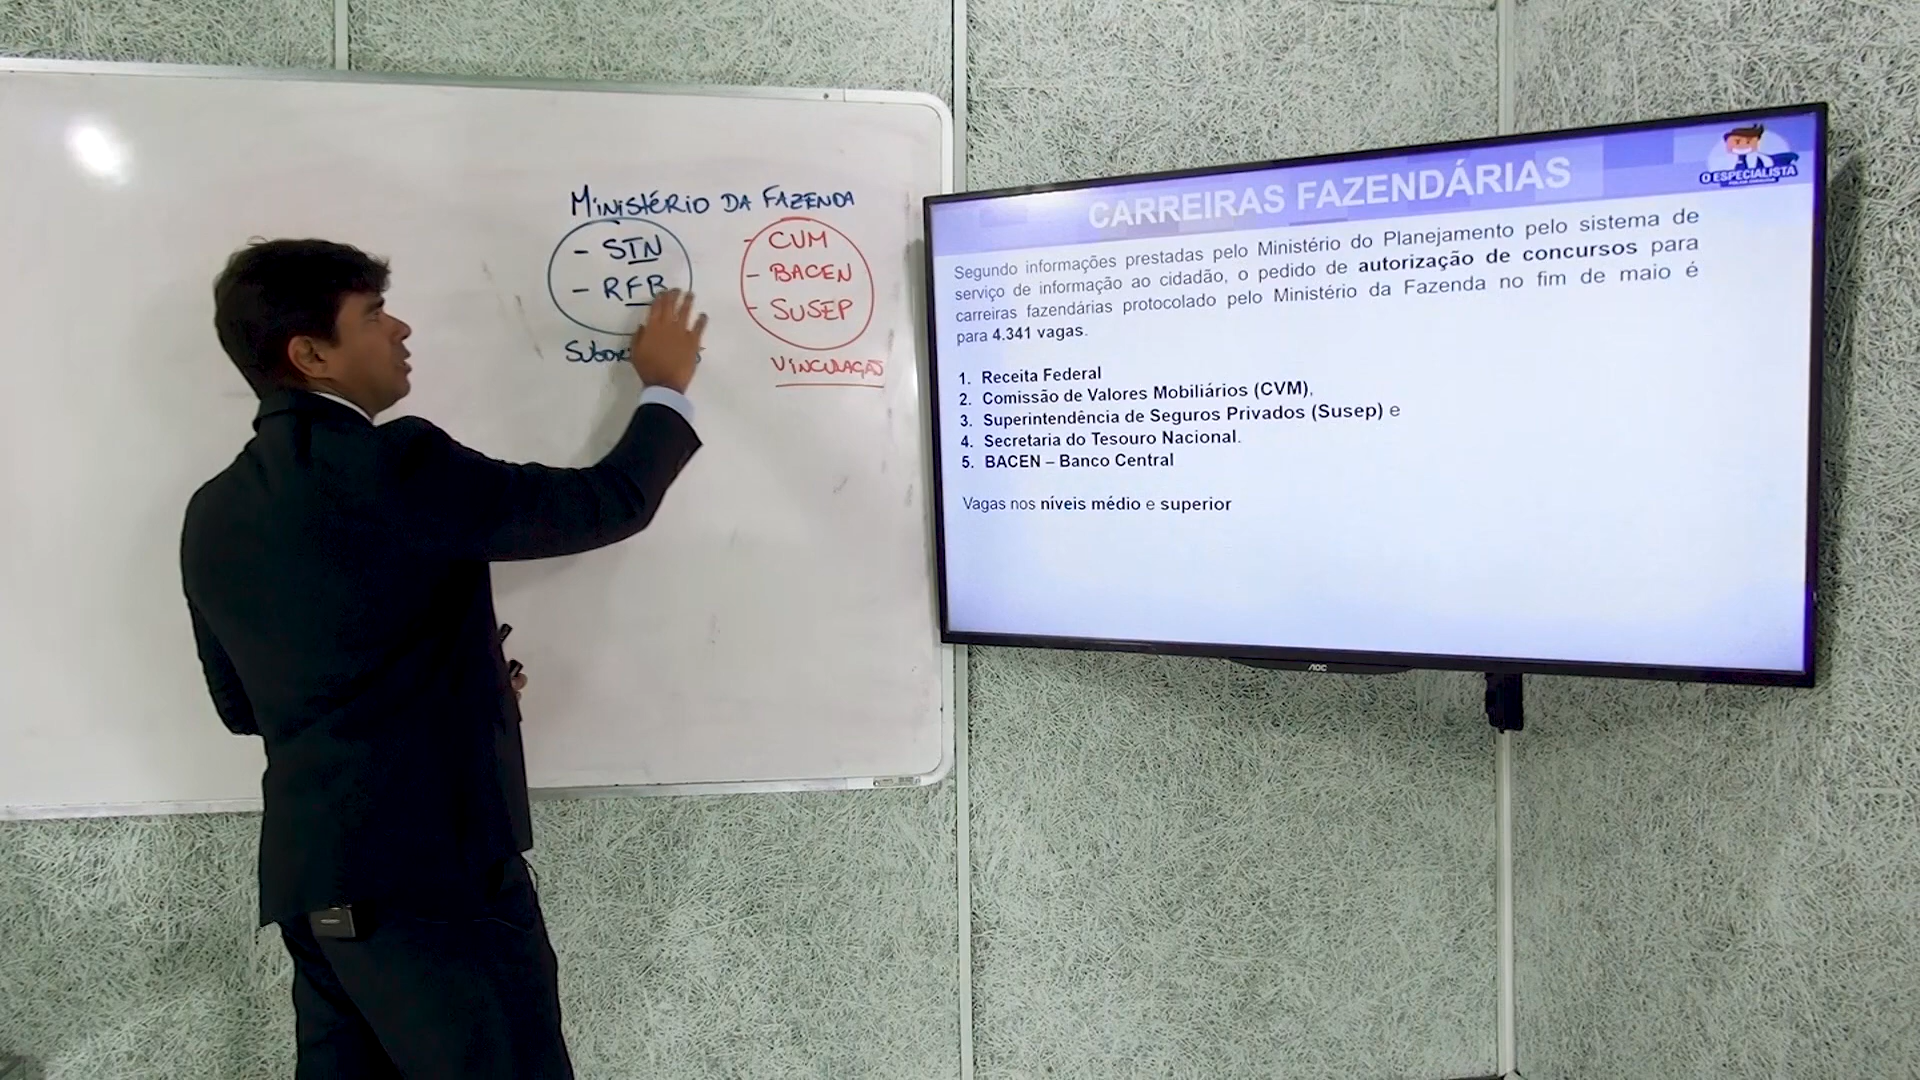 MINISTÉRIO DA FAZENDA
- STN
- RFB
- CVM
- BACEN
- SUSEP
VINCULAÇÃO
CARREIRAS FAZENDÁRIAS
O ESPECIALISTA
Segundo informações prestadas pelo Ministério do Planejamento pelo sistema de
serviço de informação ao cidadão, o pedido de autorização de concursos para
carreiras fazendárias protocolado pelo Ministério da Fazenda no fim de maio é
para 4.341 vagas.
1. Receita Federal
2. Comissão de Valores Mobiliários (CVM),
3. Superintendência de Seguros Privados (Susep) e
4. Secretaria do Tesouro Nacional.
5. BACEN – Banco Central
Vagas nos níveis médio e superior
AOC